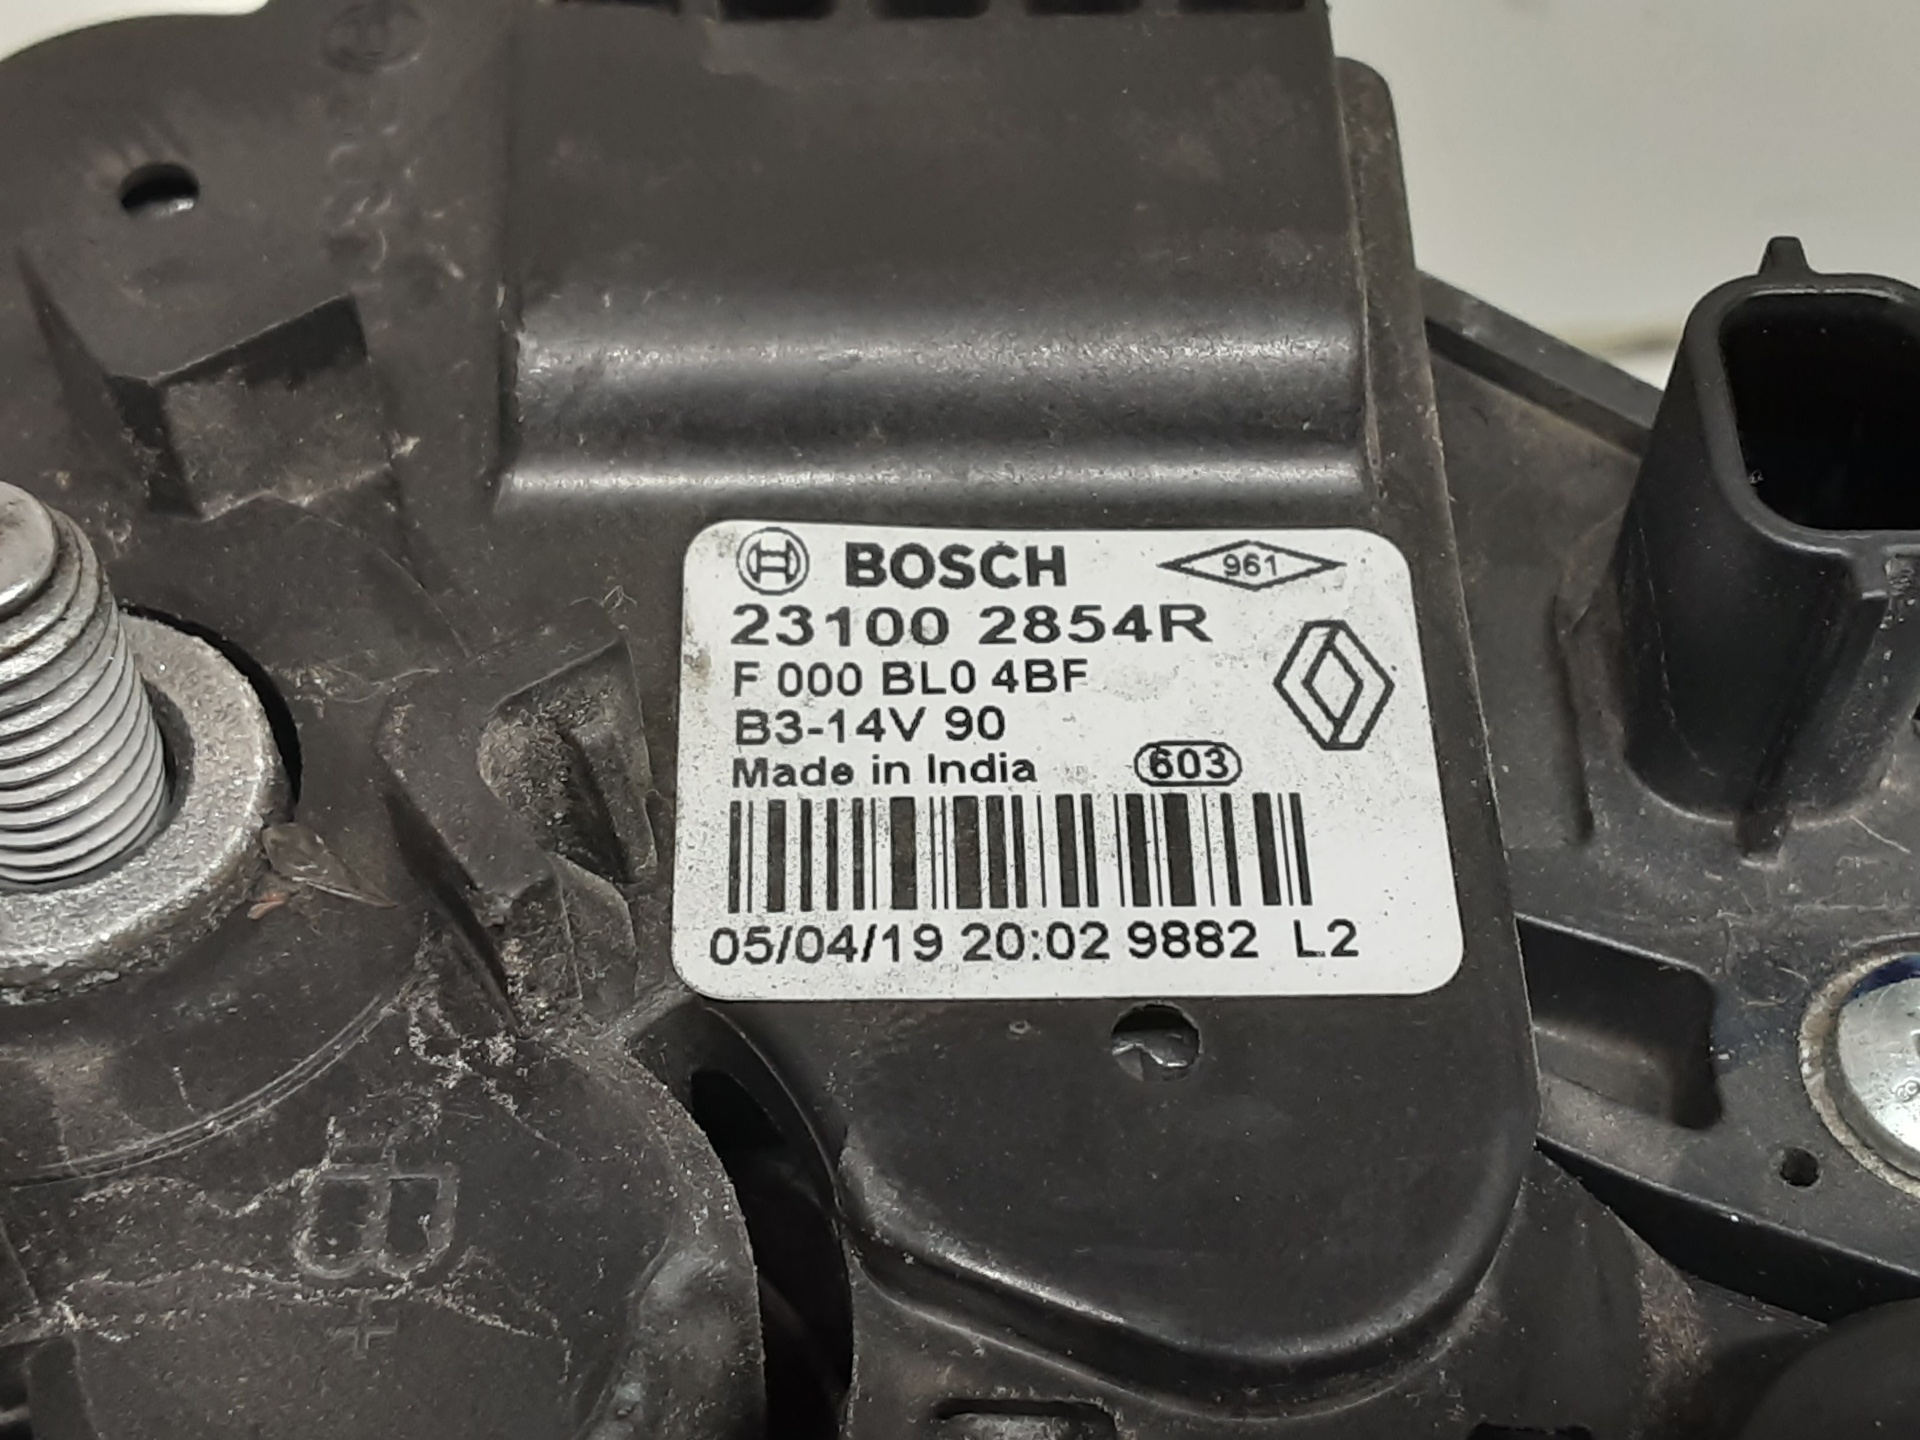 BOSCH 961
23100 2854R
F 000 BL0 4BF
B3-14V 90
Made in India 603
05/04/19 20:02 9882 L2
B
+